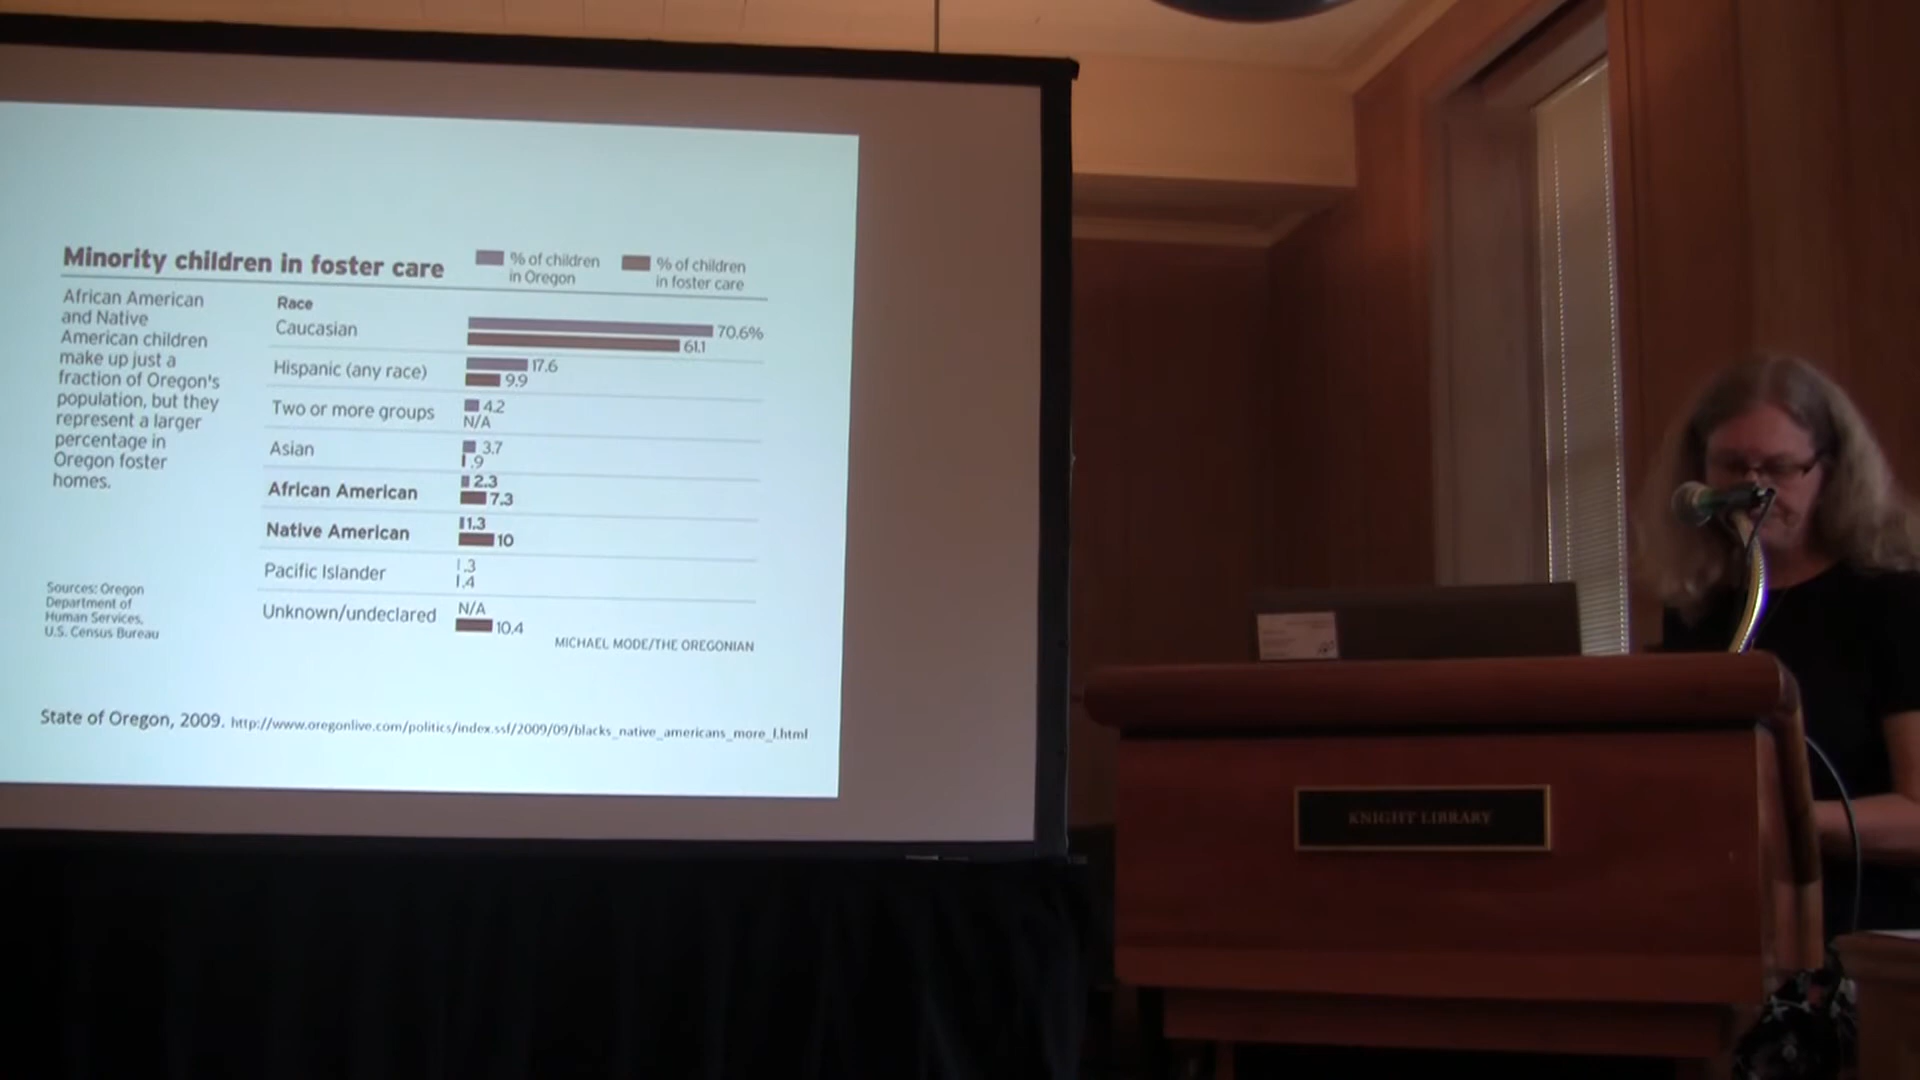 Minority children in foster care
% of children
in Oregon
% of children
in foster care
African American
and Native
American children
make up just a
fraction of Oregon's
population, but they
represent a larger
percentage in
Oregon foster
homes.
Race
Caucasian
70.6%
61.1
Hispanic (any race)
17.6
9.9
Two or more groups
4.2
N/A
Asian
3.7
.9
African American
2.3
7.3
Native American
1.3
10
Pacific Islander
.3
.4
Unknown/undeclared
N/A
10.4
Sources: Oregon
Department of
Human Services,
U.S. Census Bureau
MICHAEL MODE/THE OREGONIAN
State of Oregon, 2009. http://www.oregonlive.com/politics/index.ssf/2009/09/blacks_native_americans_more_l.html
KNIGHT LIBRARY